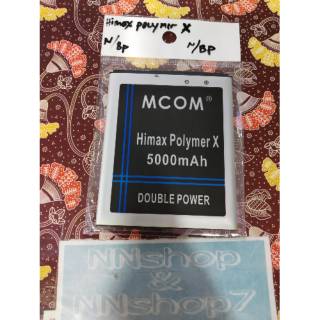 Himax polymer X
N/BP N/BP
MCOM®
Himax Polymer X
5000mAh
DOUBLE POWER
NNshop
&
NNshop7